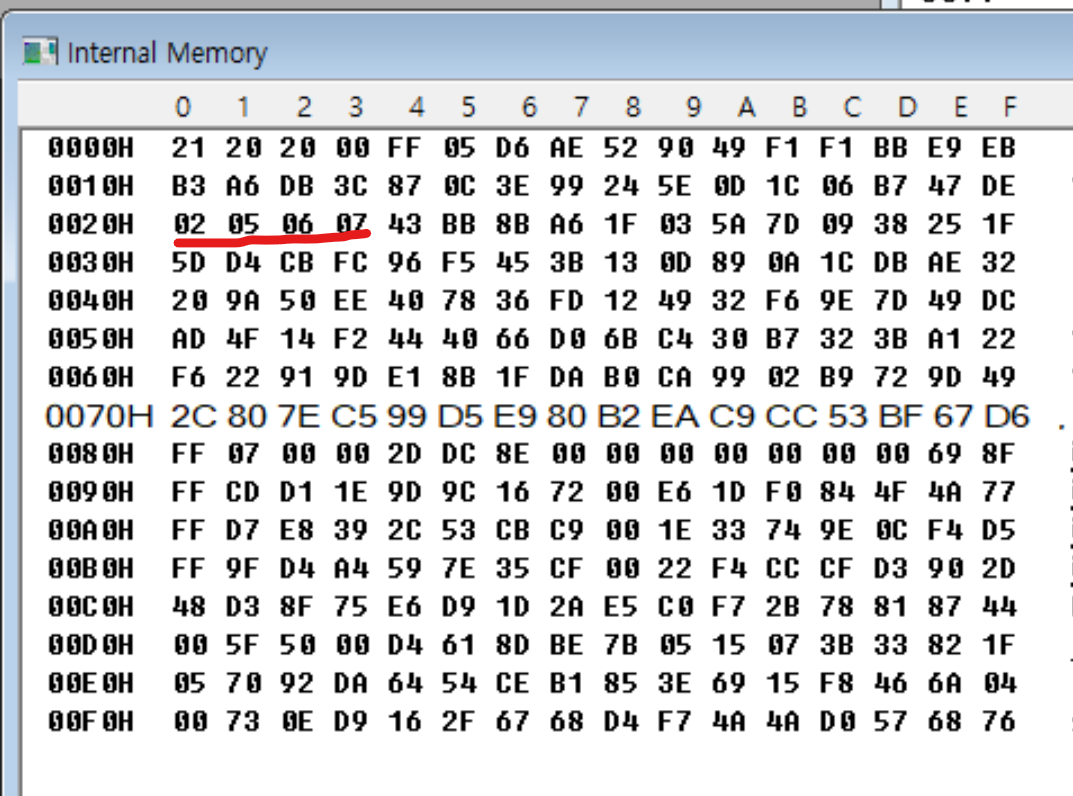 Internal Memory
0 1 2 3 4 5 6 7 8 9 A B C D E F
0000H 21 20 20 00 FF 05 D6 AE 52 90 49 F1 F1 BB E9 EB
0010H B3 A6 DB 3C 87 0C 3E 99 24 5E 0D 1C 06 B7 47 DE
0020H 02 05 06 07 43 BB 8B A6 1F 03 5A 7D 09 38 25 1F
0030H 5D D4 CB FC 96 F5 45 3B 13 0D 89 0A 1C DB AE 32
0040H 20 9A 50 EE 40 78 36 FD 12 49 32 F6 9E 7D 49 DC
0050H AD 4F 14 F2 44 40 66 D0 6B C4 30 B7 32 3B A1 22
0060H F6 22 91 9D E1 8B 1F DA B0 CA 99 02 B9 72 9D 49
0070H 2C 80 7E C5 99 D5 E9 80 B2 EA C9 CC 53 BF 67 D6 .
0080H FF 07 00 00 2D DC 8E 00 00 00 00 00 00 00 69 8F
0090H FF CD D1 1E 9D 9C 16 72 00 E6 1D F0 84 4F 4A 77
00A0H FF D7 E8 39 2C 53 CB C9 00 1E 33 74 9E 0C F4 D5
00B0H FF 9F D4 A4 59 7E 35 CF 00 22 F4 CC CF D3 90 2D
00C0H 48 D3 8F 75 E6 D9 1D 2A E5 C0 F7 2B 78 81 87 44
00D0H 00 5F 50 00 D4 61 8D BE 7B 05 15 07 3B 33 82 1F
00E0H 05 70 92 DA 64 54 CE B1 85 3E 69 15 F8 46 6A 04
00F0H 00 73 0E D9 16 2F 67 68 D4 F7 4A 4A D0 57 68 76